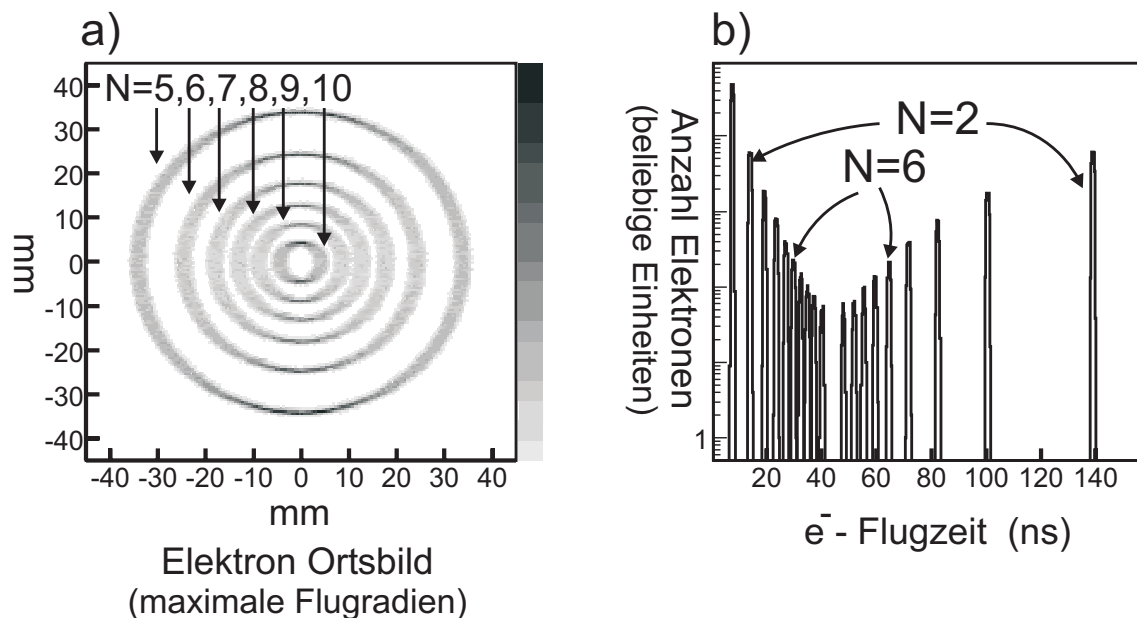 a)
N=5,6,7,8,9,10
40
30
20
10
0
-10
-20
-30
-40
mm
-40 -30 -20 -10 0 10 20 30 40
mm
Elektron Ortsbild
(maximale Flugradien)
b)
N=2
N=6
Anzahl Elektronen
(beliebige Einheiten)
1
20 40 60 80 100 120 140
e⁻ - Flugzeit (ns)